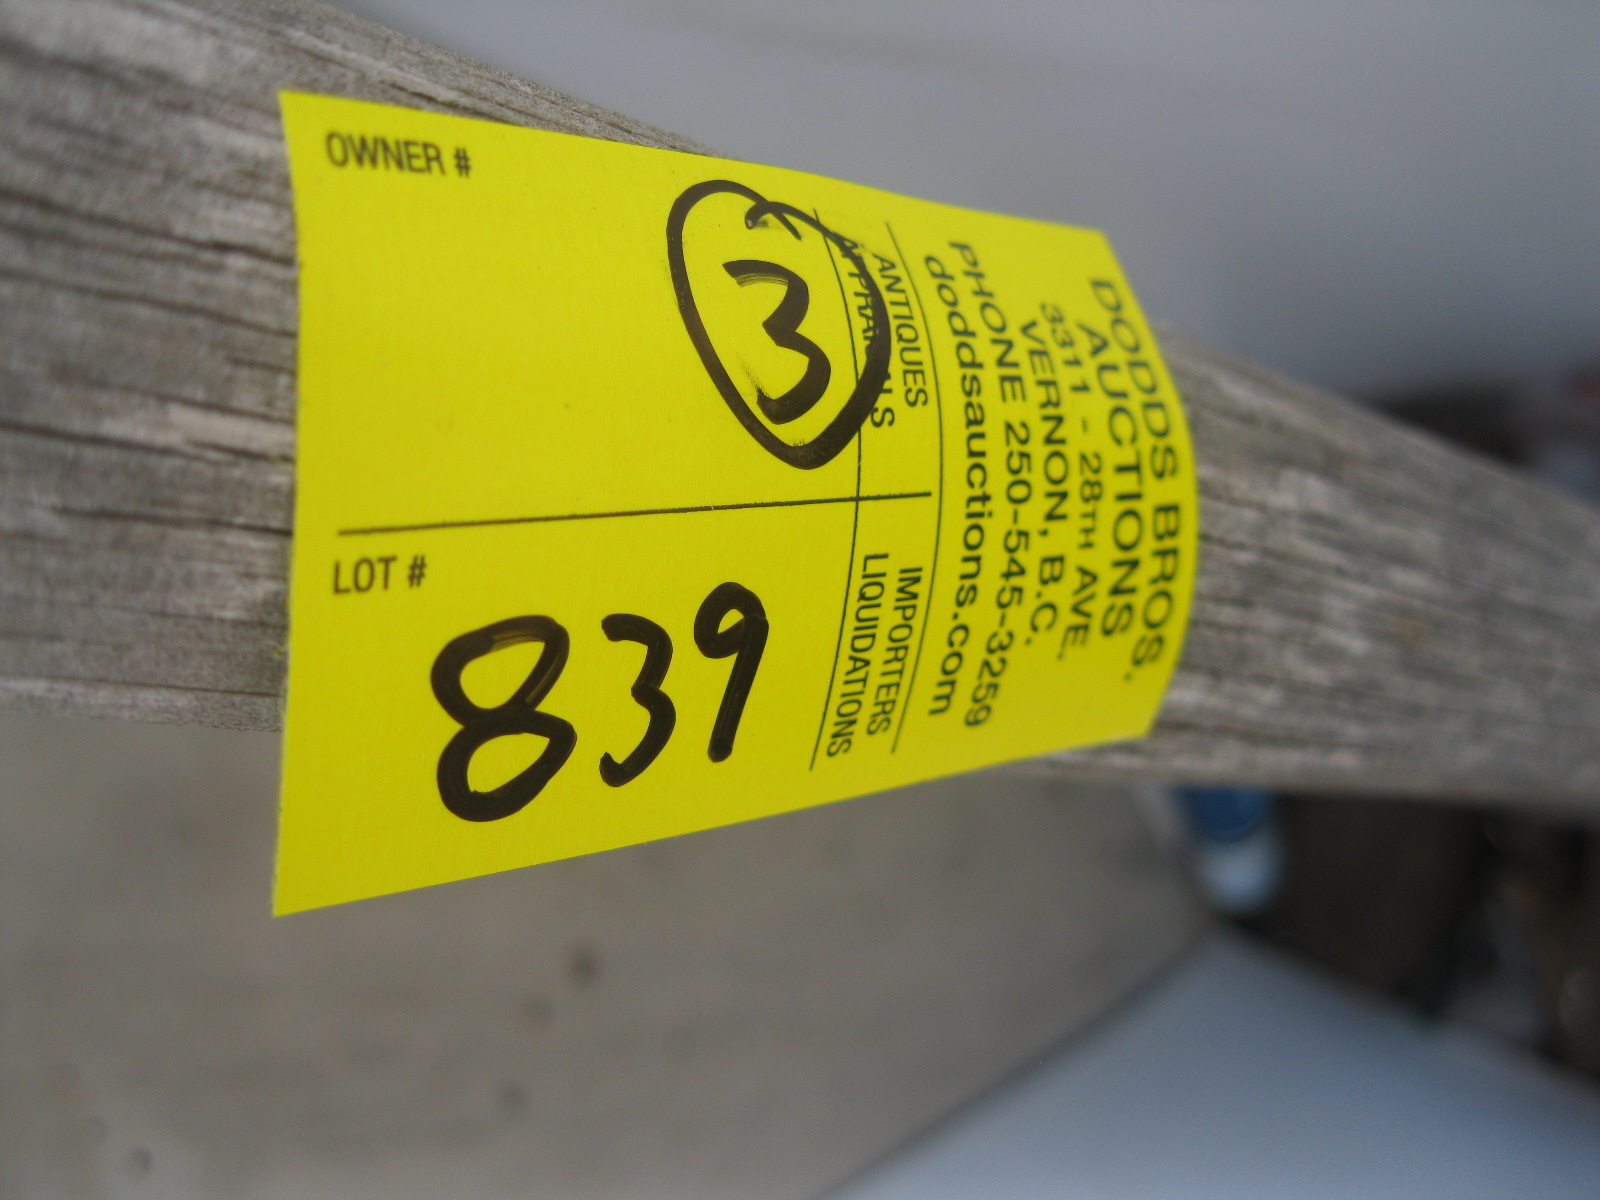 DODDS BROS.
AUCTIONS
3311 - 28TH AVE.
VERNON, B.C.
PHONE 250-545-3259
doddsauctions.com
ANTIQUES
APPRAISALS
IMPORTERS
LIQUIDATIONS
OWNER #
3
LOT #
839